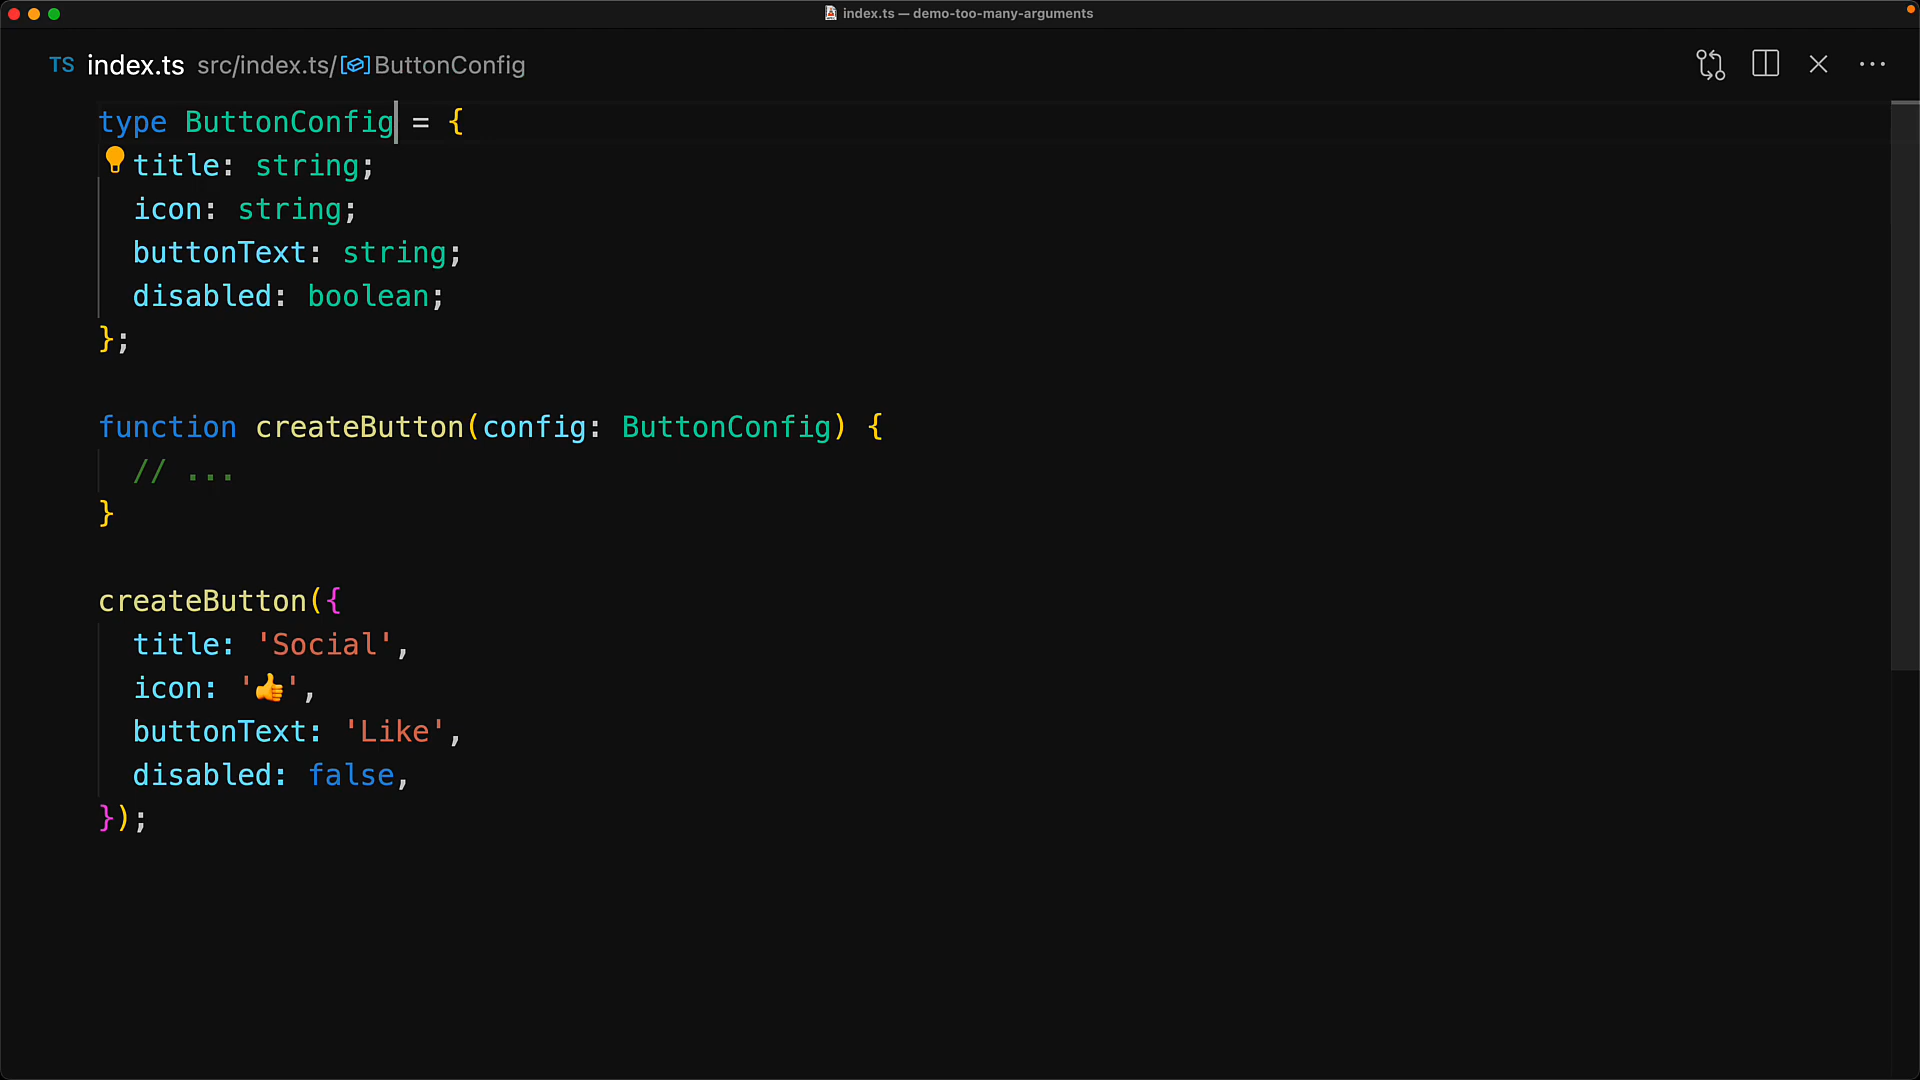 index.ts — demo-too-many-arguments
TS index.ts src/index.ts/ButtonConfig
type ButtonConfig = {
  title: string;
  icon: string;
  buttonText: string;
  disabled: boolean;
};
function createButton(config: ButtonConfig) {
  // ...
}
createButton({
  title: 'Social',
  icon: '👍',
  buttonText: 'Like',
  disabled: false,
});